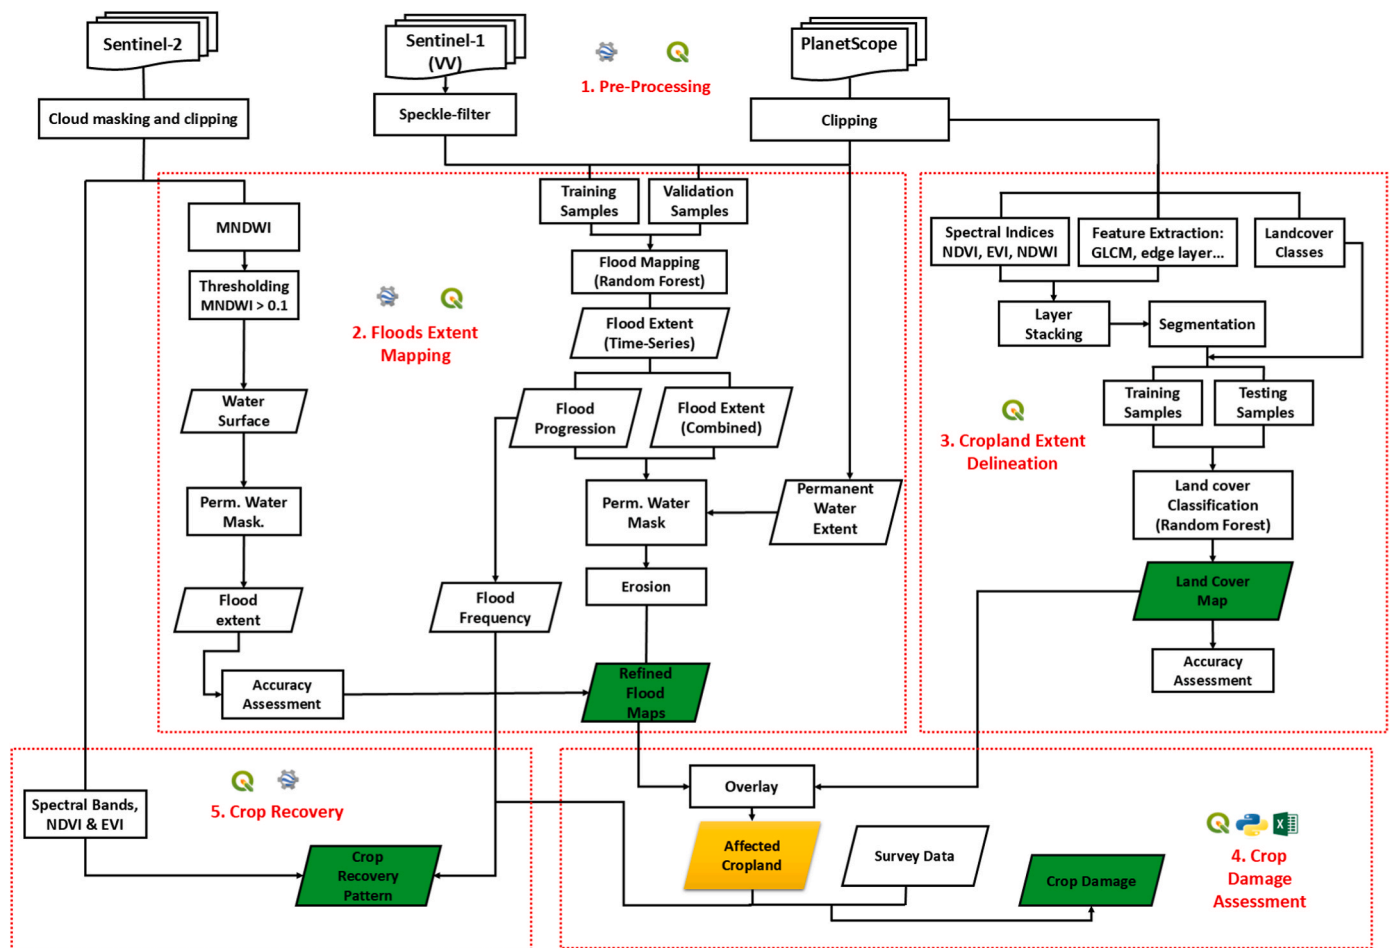 Sentinel-2
Sentinel-1
(VV)
PlanetScope
1. Pre-Processing
Cloud masking and clipping
Speckle-filter
Clipping
Training
Samples
Validation
Samples
MNDWI
Spectral Indices
NDVI, EVI, NDWI
Feature Extraction:
GLCM, edge layer...
Landcover
Classes
Flood Mapping
(Random Forest)
Thresholding
MNDWI > 0.1
2. Floods Extent
Mapping
Flood Extent
(Time-Series)
Layer
Stacking
Segmentation
Water
Surface
Flood
Progression
Flood Extent
(Combined)
Training
Samples
Testing
Samples
3. Cropland Extent
Delineation
Perm. Water
Mask.
Perm. Water
Mask
Permanent
Water
Extent
Land cover
Classification
(Random Forest)
Flood
extent
Flood
Frequency
Erosion
Land Cover
Map
Accuracy
Assessment
Refined
Flood
Maps
Accuracy
Assessment
Spectral Bands,
NDVI & EVI
5. Crop Recovery
Overlay
Crop
Recovery
Pattern
Affected
Cropland
Survey Data
Crop Damage
4. Crop
Damage
Assessment